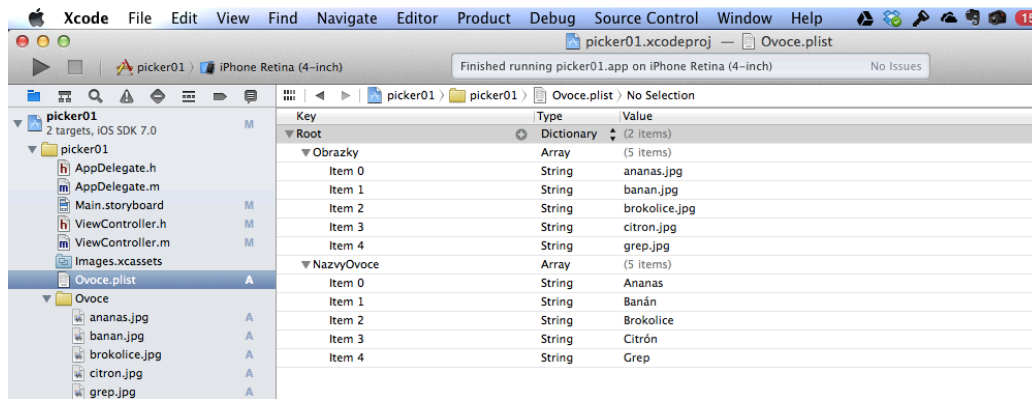 Xcode File Edit View Find Navigate Editor Product Debug Source Control Window Help
picker01.xcodeproj — Ovoce.plist
picker01 〉 iPhone Retina (4-inch) Finished running picker01.app on iPhone Retina (4-inch) No Issues
picker01 〉 picker01 〉 Ovoce.plist 〉 No Selection
picker01 M
2 targets, iOS SDK 7.0
picker01
AppDelegate.h
AppDelegate.m
Main.storyboard M
ViewController.h M
ViewController.m M
Images.xcassets
Ovoce.plist A
Ovoce
ananas.jpg A
banan.jpg A
brokolice.jpg A
citron.jpg A
grep.jpg A
Key Type Value
Root Dictionary (2 items)
Obrazky Array (5 items)
Item 0 String ananas.jpg
Item 1 String banan.jpg
Item 2 String brokolice.jpg
Item 3 String citron.jpg
Item 4 String grep.jpg
NazvyOvoce Array (5 items)
Item 0 String Ananas
Item 1 String Banán
Item 2 String Brokolice
Item 3 String Citrón
Item 4 String Grep